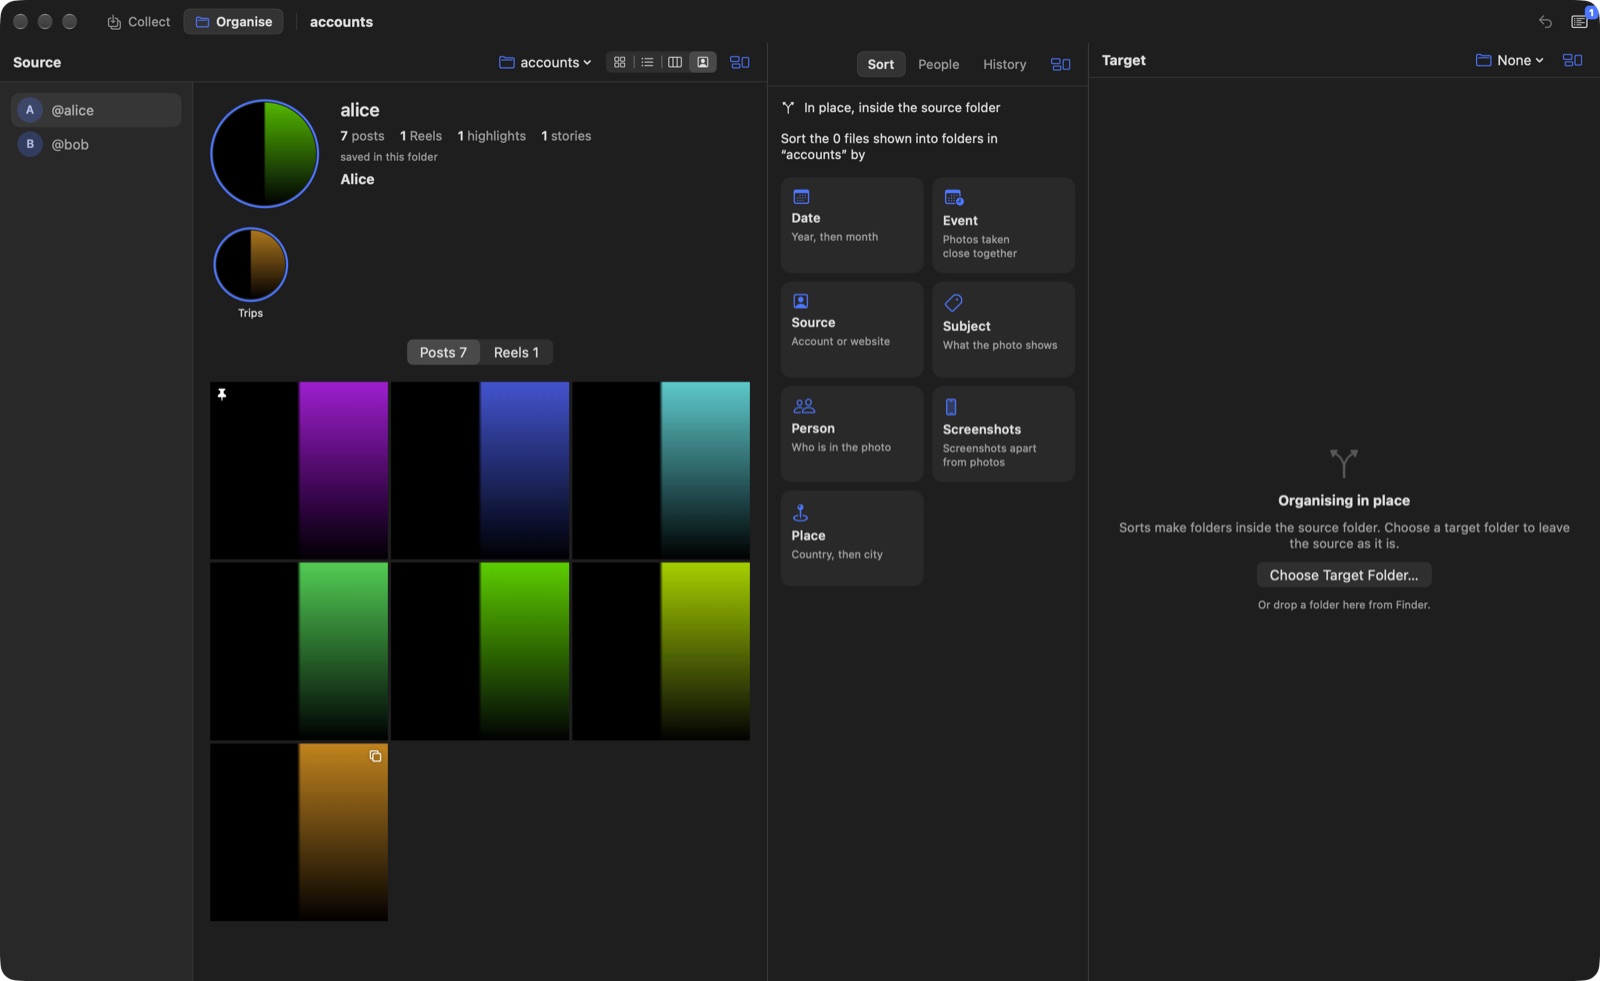 Collect
Organise
accounts
1
Source
accounts
A
@alice
B
@bob
alice
7 posts 1 Reels 1 highlights 1 stories
saved in this folder
Alice
Trips
Posts 7
Reels 1
Sort
People
History
In place, inside the source folder
Sort the 0 files shown into folders in
“accounts” by
Date
Year, then month
Event
Photos taken
close together
Source
Account or website
Subject
What the photo shows
Person
Who is in the photo
Screenshots
Screenshots apart
from photos
Place
Country, then city
Target
None
Organising in place
Sorts make folders inside the source folder. Choose a target folder to leave
the source as it is.
Choose Target Folder...
Or drop a folder here from Finder.